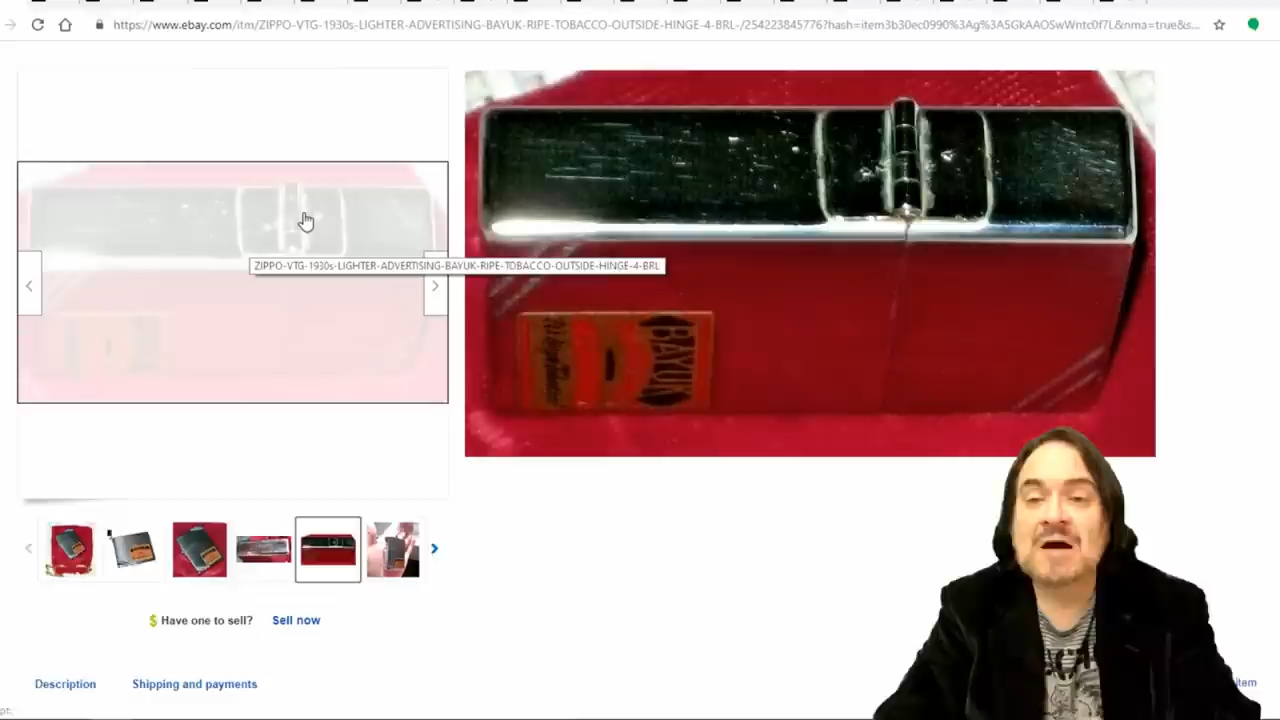 https://www.ebay.com/itm/ZIPPO-VTG-1930s-LIGHTER-ADVERTISING-BAYUK-RIPE-TOBACCO-OUTSIDE-HINGE-4-BRL-/254223845776?hash=item3b30ec0990%3Ag%3A5GkAAOSwWntc0f7L&nma=true&s...
ZIPPO-VTG-1930s-LIGHTER-ADVERTISING-BAYUK-RIPE-TOBACCO-OUTSIDE-HINGE-4-BRL
BAYUK
$ Have one to sell? Sell now
Description Shipping and payments
item